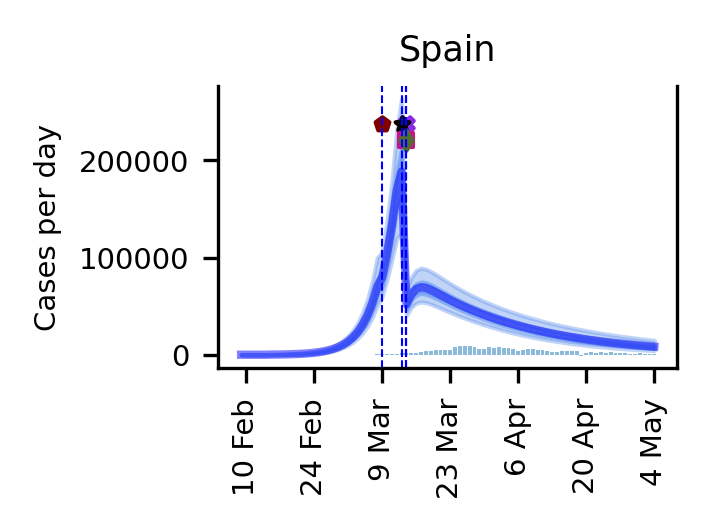 Spain
Cases per day
200000
100000
0
10 Feb
24 Feb
9 Mar
23 Mar
6 Apr
20 Apr
4 May